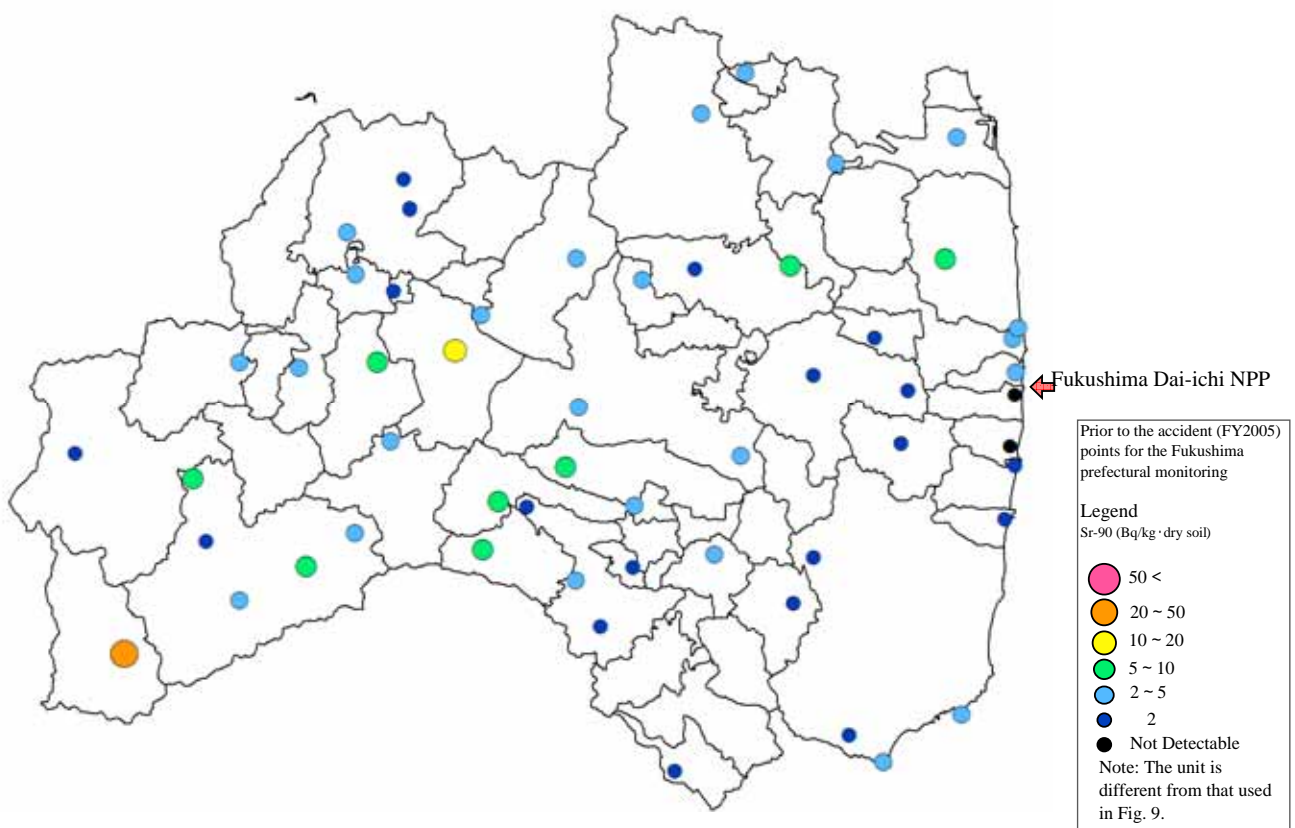 Fukushima Dai-ichi NPP
Prior to the accident (FY2005)
points for the Fukushima
prefectural monitoring
Legend
Sr-90 (Bq/kg・dry soil)
50 <
20 ~ 50
10 ~ 20
5 ~ 10
2 ~ 5
2
Not Detectable
Note: The unit is
different from that used
in Fig. 9.